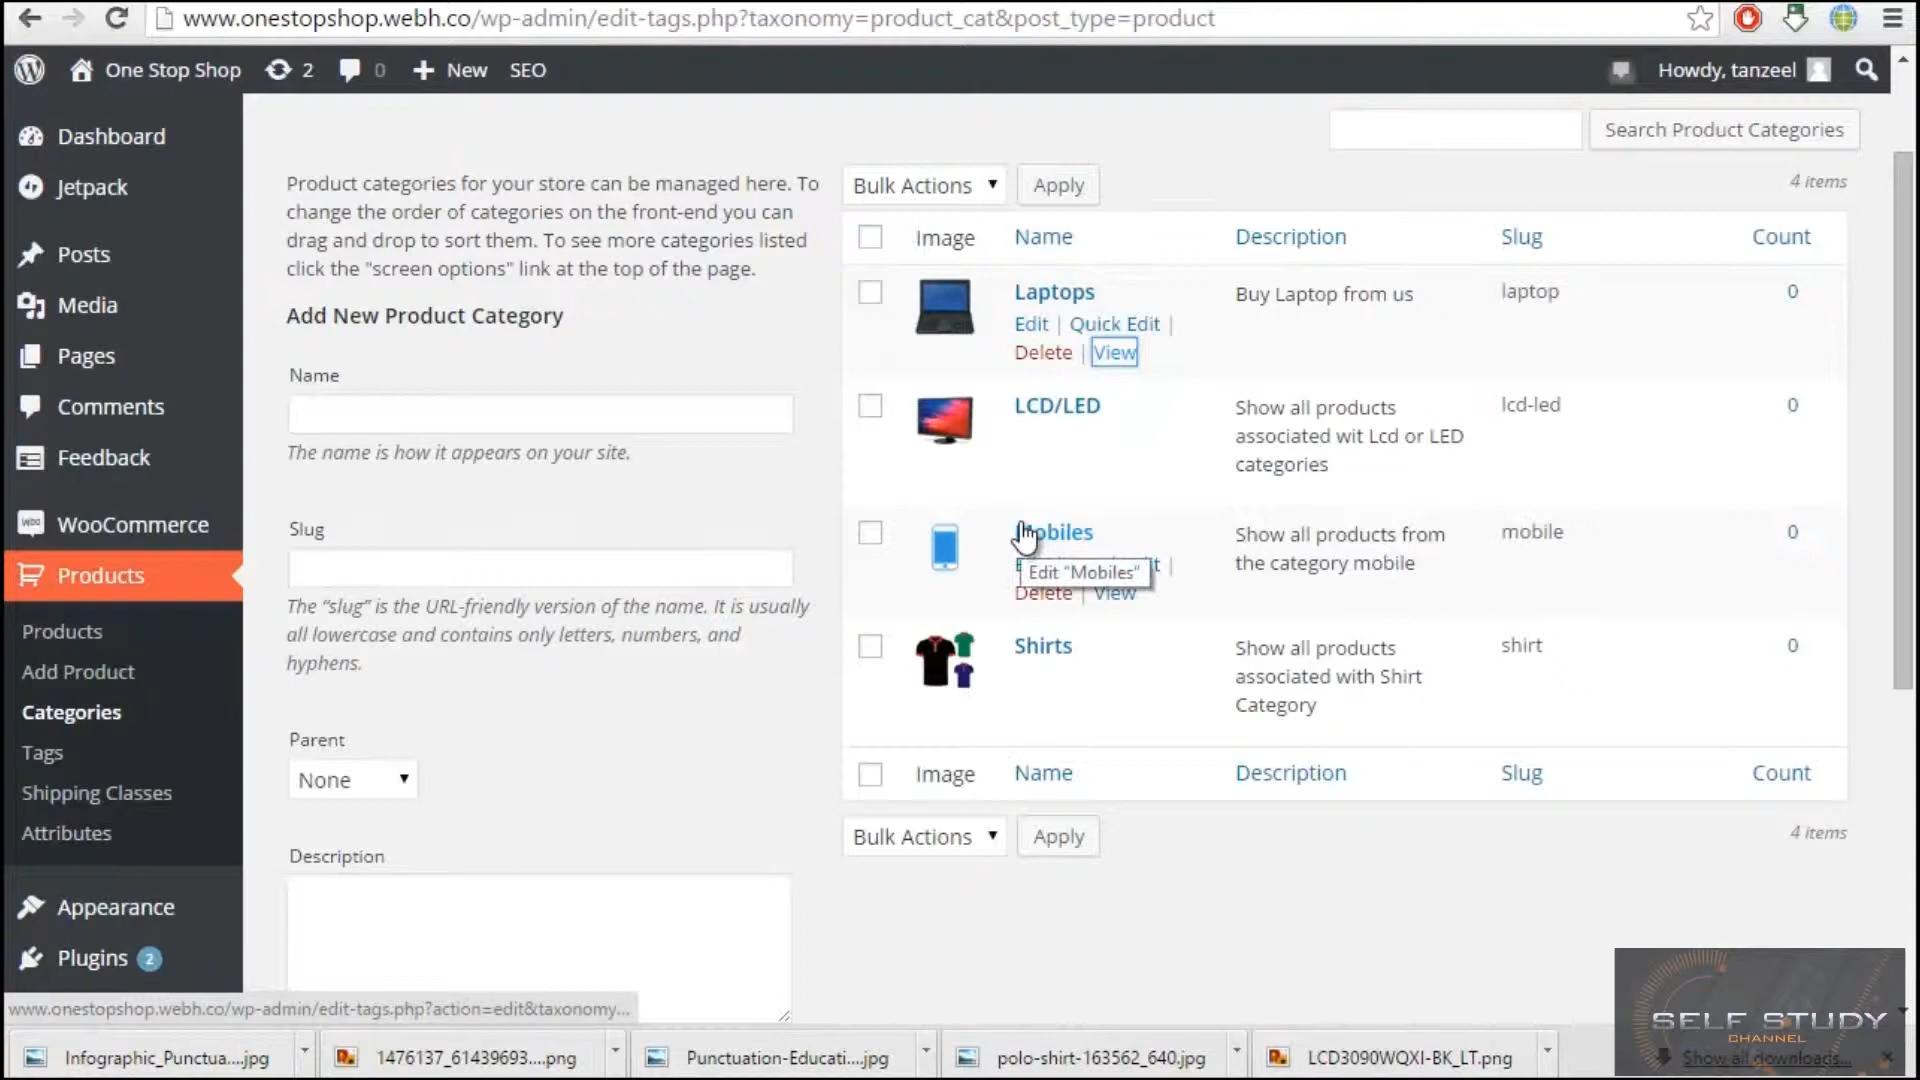 www.onestopshop.webh.co/wp-admin/edit-tags.php?taxonomy=product_cat&post_type=product
One Stop Shop
2
0
New
SEO
Howdy, tanzeel
Dashboard
Jetpack
Posts
Media
Pages
Comments
Feedback
WooCommerce
Products
Products
Add Product
Categories
Tags
Shipping Classes
Attributes
Appearance
Plugins 2
Product categories for your store can be managed here. To
change the order of categories on the front-end you can
drag and drop to sort them. To see more categories listed
click the "screen options" link at the top of the page.
Add New Product Category
Name
The name is how it appears on your site.
Slug
The “slug” is the URL-friendly version of the name. It is usually
all lowercase and contains only letters, numbers, and
hyphens.
Parent
None
Description
Search Product Categories
Bulk Actions
Apply
4 items
Image Name Description Slug Count
Laptops Buy Laptop from us laptop 0
Edit | Quick Edit |
Delete | View
LCD/LED Show all products lcd-led 0
associated wit Lcd or LED
categories
Mobiles Show all products from mobile 0
the category mobile
Edit "Mobiles"
Delete | View
Shirts Show all products shirt 0
associated with Shirt
Category
Image Name Description Slug Count
Bulk Actions
Apply
4 items
www.onestopshop.webh.co/wp-admin/edit-tags.php?action=edit&taxonomy...
Infographic_Punctua....jpg
1476137_61439693....png
Punctuation-Educati....jpg
polo-shirt-163562_640.jpg
LCD3090WQXI-BK_LT.png
SELF STUDY
CHANNEL
Show all downloads...